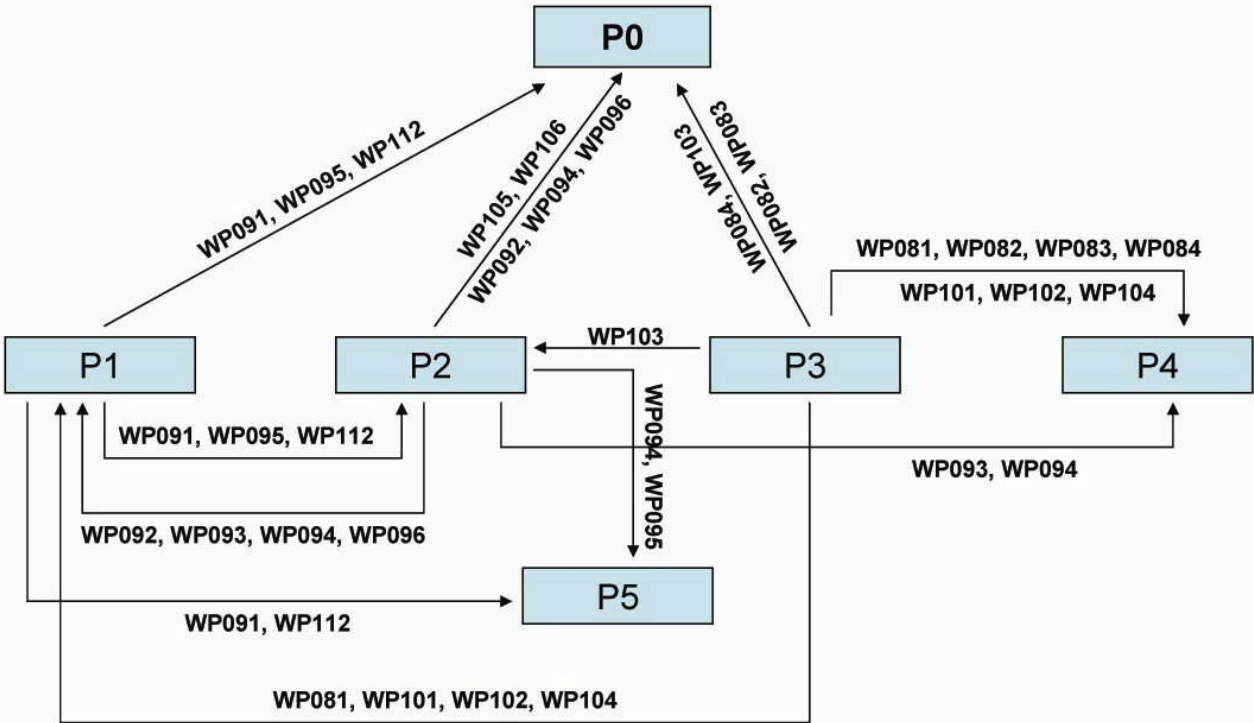 P0
WP091, WP095, WP112
WP105, WP106
WP092, WP094, WP096
WP084, WP103
WP082, WP083
WP081, WP082, WP083, WP084
WP101, WP102, WP104
P1
P2
WP103
P3
P4
WP091, WP095, WP112
WP094, WP095
WP093, WP094
WP092, WP093, WP094, WP096
P5
WP091, WP112
WP081, WP101, WP102, WP104